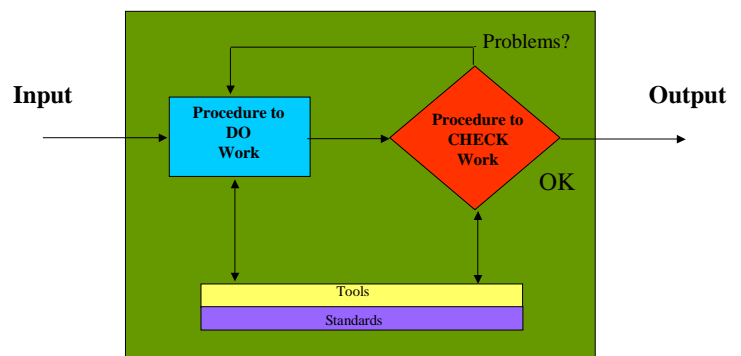 Problems?
Input
Output
Procedure to
DO
Work
Procedure to
CHECK
Work
OK
Tools
Standards